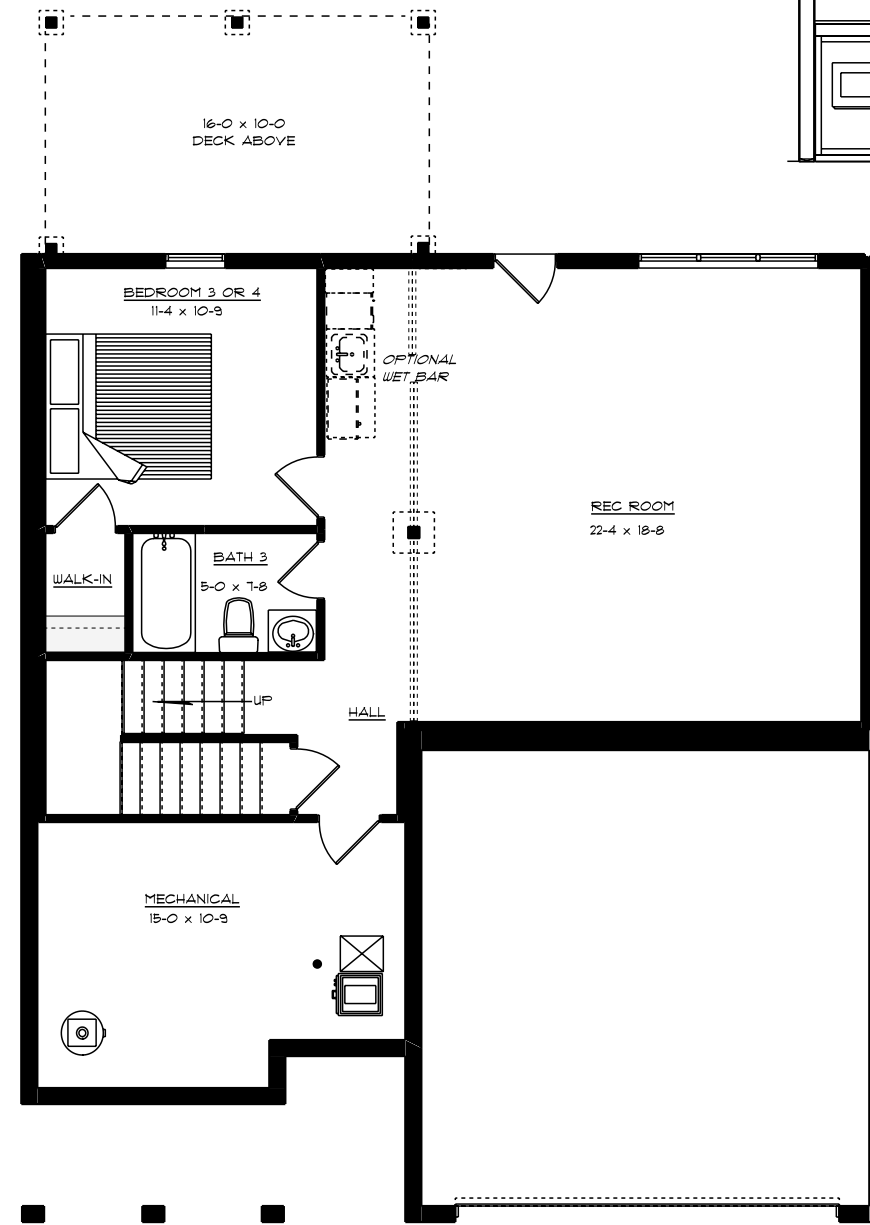 16-0 x 10-0
DECK ABOVE
BEDROOM 3 OR 4
11-4 x 10-9
OPTIONAL
WET BAR
REC ROOM
22-4 x 18-8
BATH 3
5-0 x 7-8
WALK-IN
UP
HALL
MECHANICAL
15-0 x 10-9